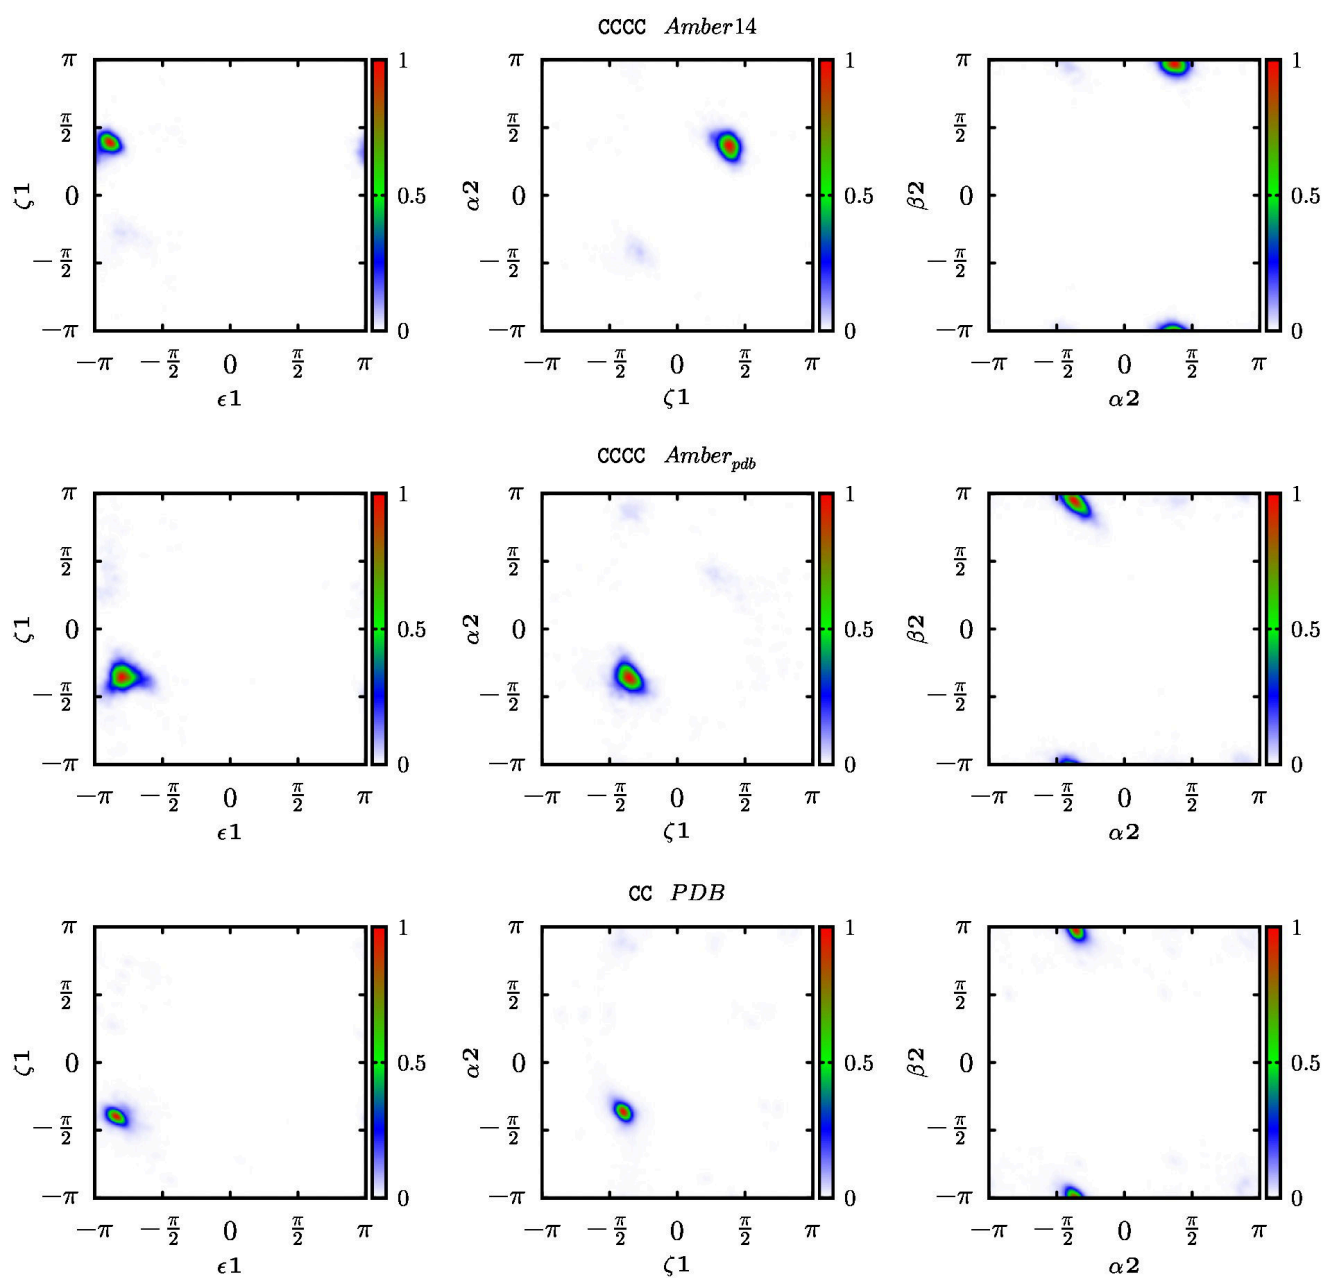 CCCC Amber14
π 1 π 1 π 1
π/2 π/2 π/2
ζ1 0 0.5 α2 0 0.5 β2 0 0.5
−π/2 −π/2 −π/2
−π 0 −π 0 −π 0
−π −π/2 0 π/2 π −π −π/2 0 π/2 π −π −π/2 0 π/2 π
ϵ1 ζ1 α2
CCCC Amber_pdb
π 1 π 1 π 1
π/2 π/2 π/2
ζ1 0 0.5 α2 0 0.5 β2 0 0.5
−π/2 −π/2 −π/2
−π 0 −π 0 −π 0
−π −π/2 0 π/2 π −π −π/2 0 π/2 π −π −π/2 0 π/2 π
ϵ1 ζ1 α2
CC PDB
π 1 π 1 π 1
π/2 π/2 π/2
ζ1 0 0.5 α2 0 0.5 β2 0 0.5
−π/2 −π/2 −π/2
−π 0 −π 0 −π 0
−π −π/2 0 π/2 π −π −π/2 0 π/2 π −π −π/2 0 π/2 π
ϵ1 ζ1 α2